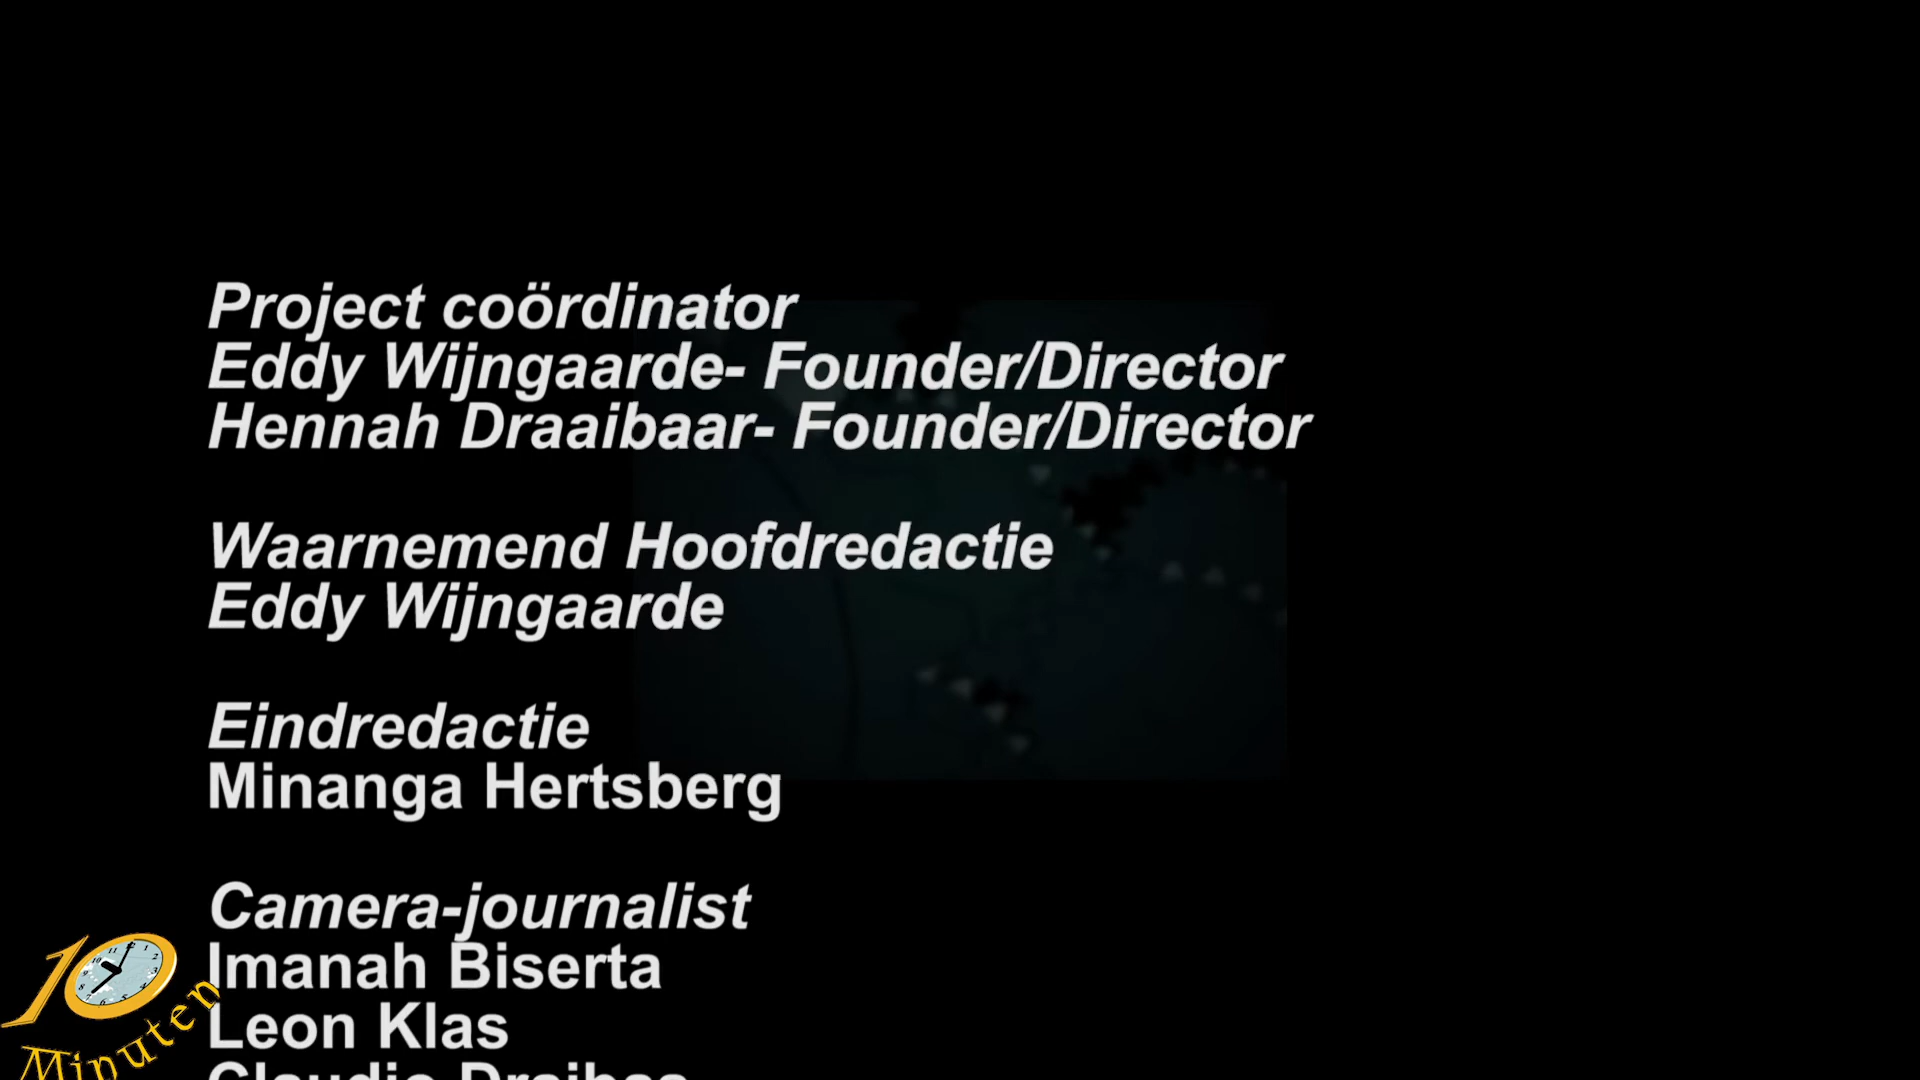 Project coördinator
Eddy Wijngaarde- Founder/Director
Hennah Draaibaar- Founder/Director
Waarnemend Hoofdredactie
Eddy Wijngaarde
Eindredactie
Minanga Hertsberg
Camera-journalist
Imanah Biserta
Leon Klas
10
Minuten